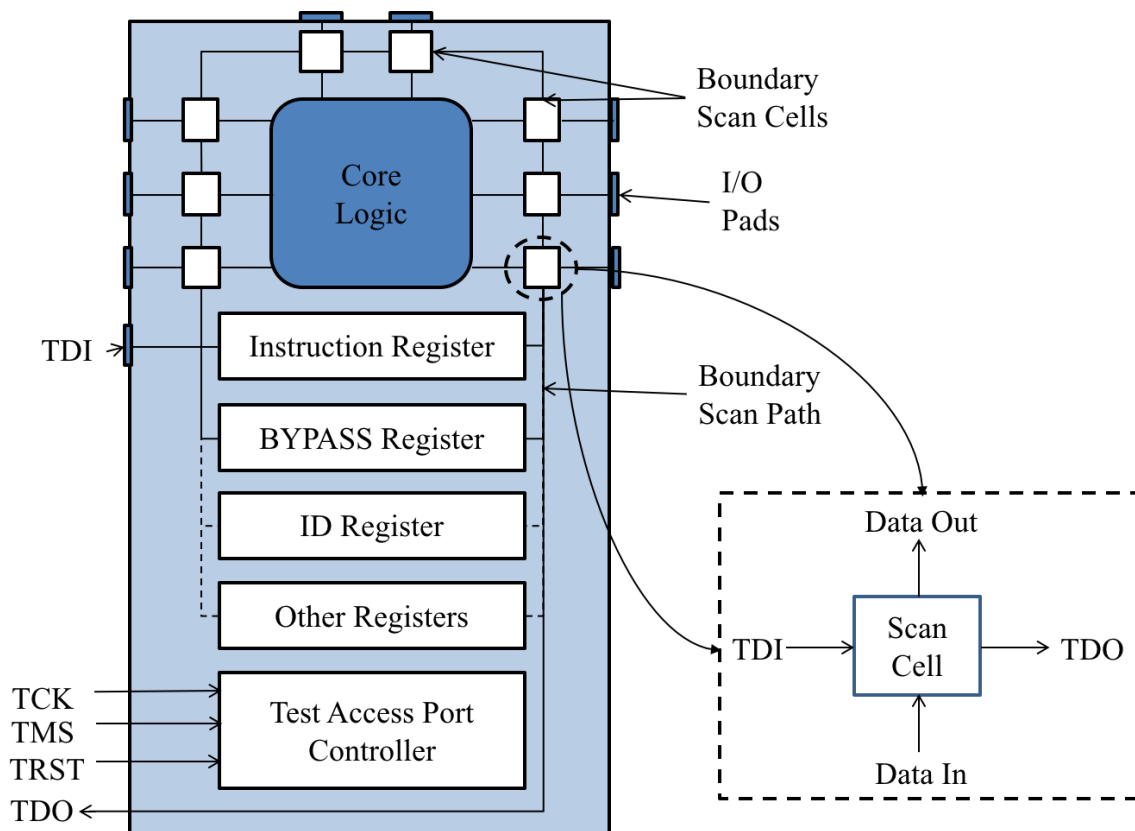 Boundary
Scan Cells
Core
Logic
I/O
Pads
TDI
Instruction Register
Boundary
Scan Path
BYPASS Register
ID Register
Data Out
Other Registers
TDI
Scan
Cell
TDO
TCK
TMS
TRST
TDO
Test Access Port
Controller
Data In